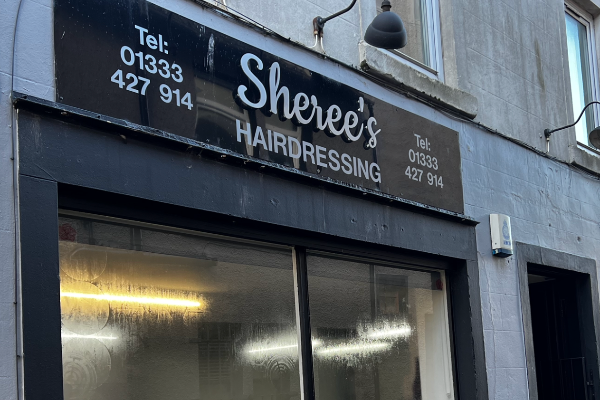 Tel:
01333
427 914
Sheree's
HAIRDRESSING
Tel:
01333
427 914